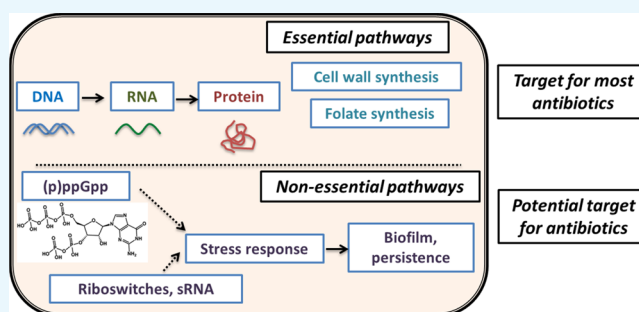 Essential pathways
Cell wall synthesis
Folate synthesis
DNA
RNA
Protein
Target for most
antibiotics
Non-essential pathways
(p)ppGpp
Stress response
Biofilm,
persistence
Riboswitches, sRNA
Potential target
for antibiotics